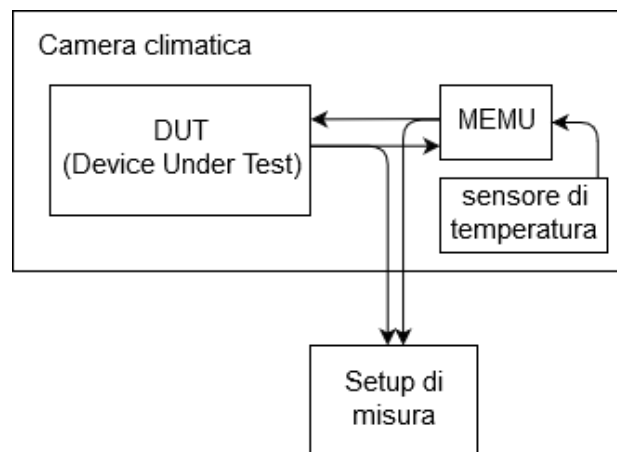 Camera climatica
DUT
(Device Under Test)
MEMU
sensore di
temperatura
Setup di
misura